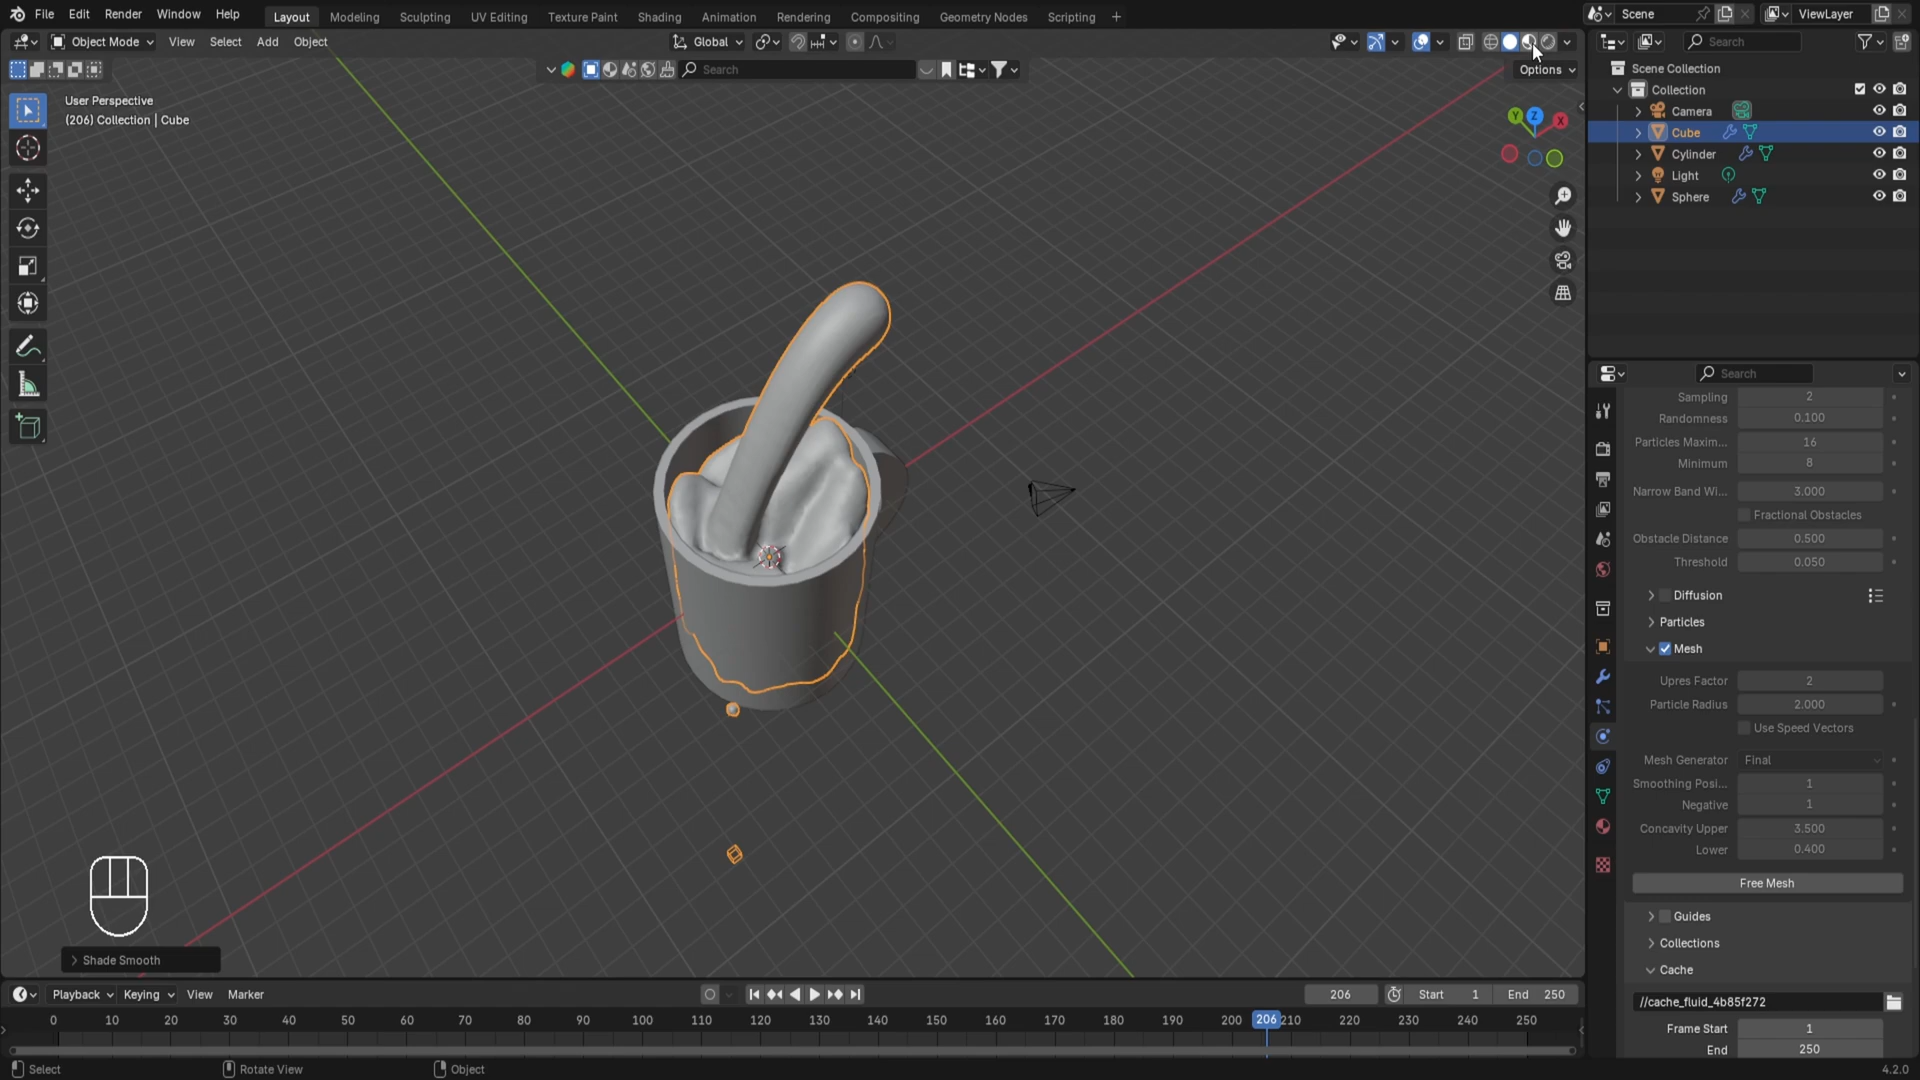 File Edit Render Window Help Layout Modeling Sculpting UV Editing Texture Paint Shading Animation Rendering Compositing Geometry Nodes Scripting + Scene ViewLayer
Object Mode View Select Add Object Global Search
Search Options
User Perspective
(206) Collection | Cube
Y Z X
Scene Collection
Collection
Camera
Cube
Cylinder
Light
Sphere
Search
Sampling 2
Randomness 0.100
Particles Maxim... 16
Minimum 8
Narrow Band Wi... 3.000
Fractional Obstacles
Obstacle Distance 0.500
Threshold 0.050
Diffusion
Particles
Mesh
Upres Factor 2
Particle Radius 2.000
Use Speed Vectors
Mesh Generator Final
Smoothing Posi... 1
Negative 1
Concavity Upper 3.500
Lower 0.400
Free Mesh
Guides
Collections
Cache
//cache_fluid_4b85f272
Frame Start 1
End 250
Shade Smooth
Playback Keying View Marker 206 Start 1 End 250
0 10 20 30 40 50 60 70 80 90 100 110 120 130 140 150 160 170 180 190 200 206 210 220 230 240 250
Select Rotate View Object 4.2.0